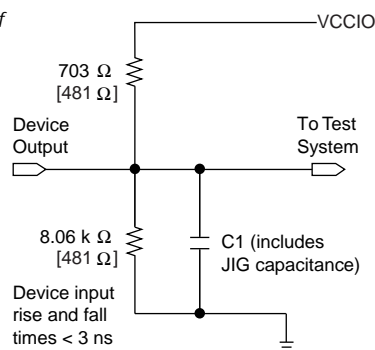 f
VCCIO
703 Ω
[481 Ω]
Device
Output
To Test
System
8.06 k Ω
[481 Ω]
C1 (includes
JIG capacitance)
Device input
rise and fall
times < 3 ns